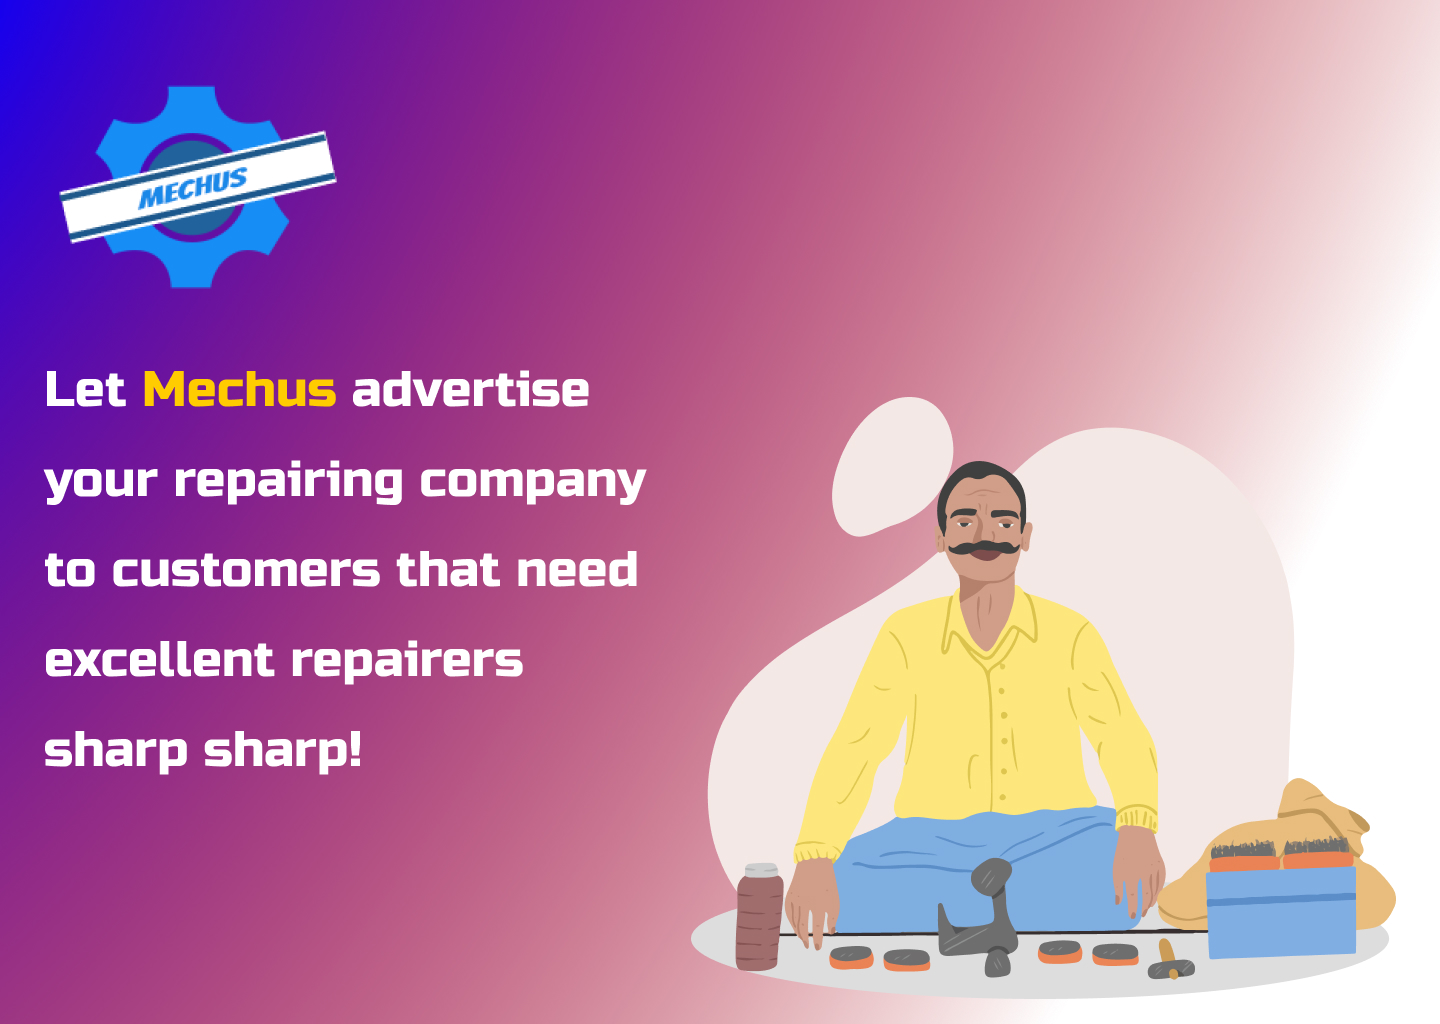 MECHUS
Let Mechus advertise
your repairing company
to customers that need
excellent repairers
sharp sharp!